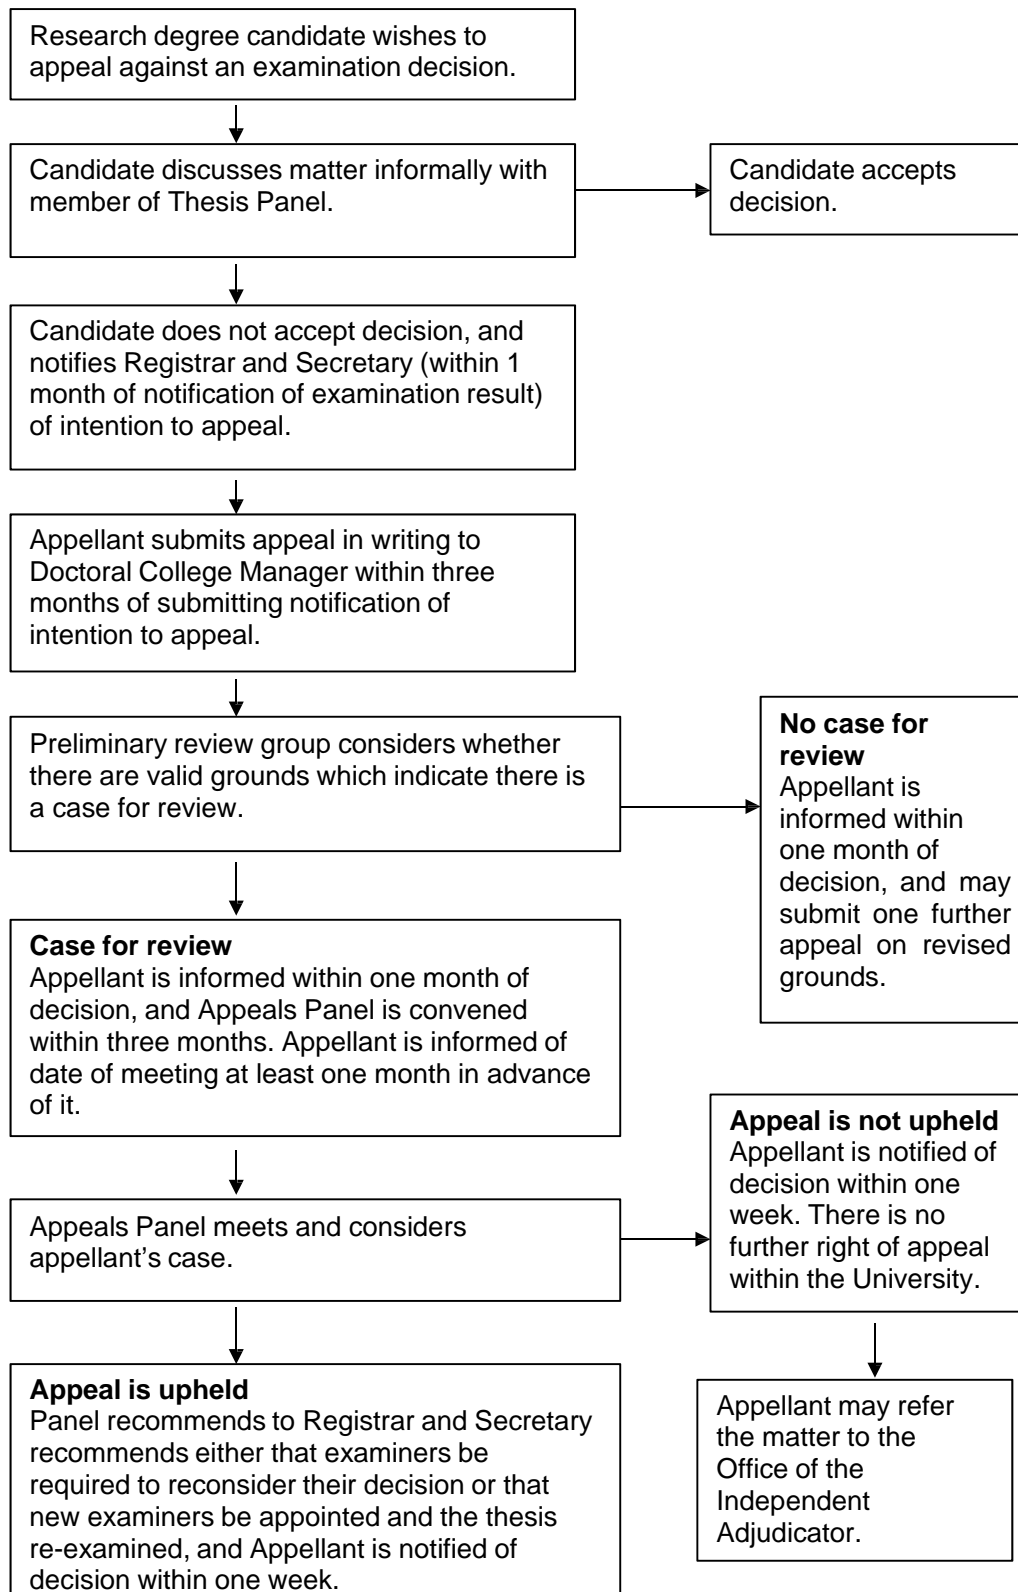 Research degree candidate wishes to
appeal against an examination decision.
Candidate discusses matter informally with
member of Thesis Panel.
Candidate accepts
decision.
Candidate does not accept decision, and
notifies Registrar and Secretary (within 1
month of notification of examination result)
of intention to appeal.
Appellant submits appeal in writing to
Doctoral College Manager within three
months of submitting notification of
intention to appeal.
Preliminary review group considers whether
there are valid grounds which indicate there is
a case for review.
No case for
review
Appellant is
informed within
one month of
decision, and may
submit one further
appeal on revised
grounds.
Case for review
Appellant is informed within one month of
decision, and Appeals Panel is convened
within three months. Appellant is informed of
date of meeting at least one month in advance
of it.
Appeals Panel meets and considers
appellant’s case.
Appeal is not upheld
Appellant is notified of
decision within one
week. There is no
further right of appeal
within the University.
Appeal is upheld
Panel recommends to Registrar and Secretary
recommends either that examiners be
required to reconsider their decision or that
new examiners be appointed and the thesis
re-examined, and Appellant is notified of
decision within one week.
Appellant may refer
the matter to the
Office of the
Independent
Adjudicator.